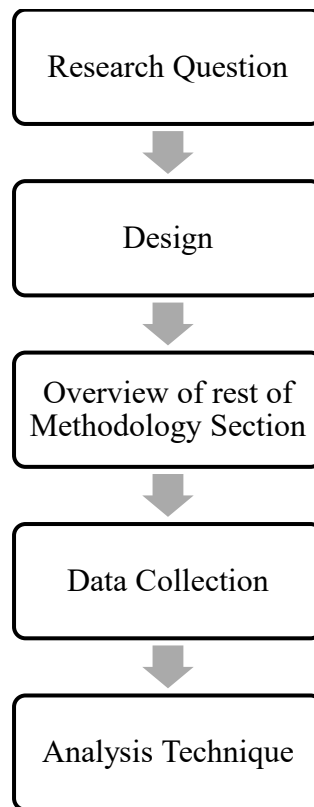 Research Question
Design
Overview of rest of
Methodology Section
Data Collection
Analysis Technique